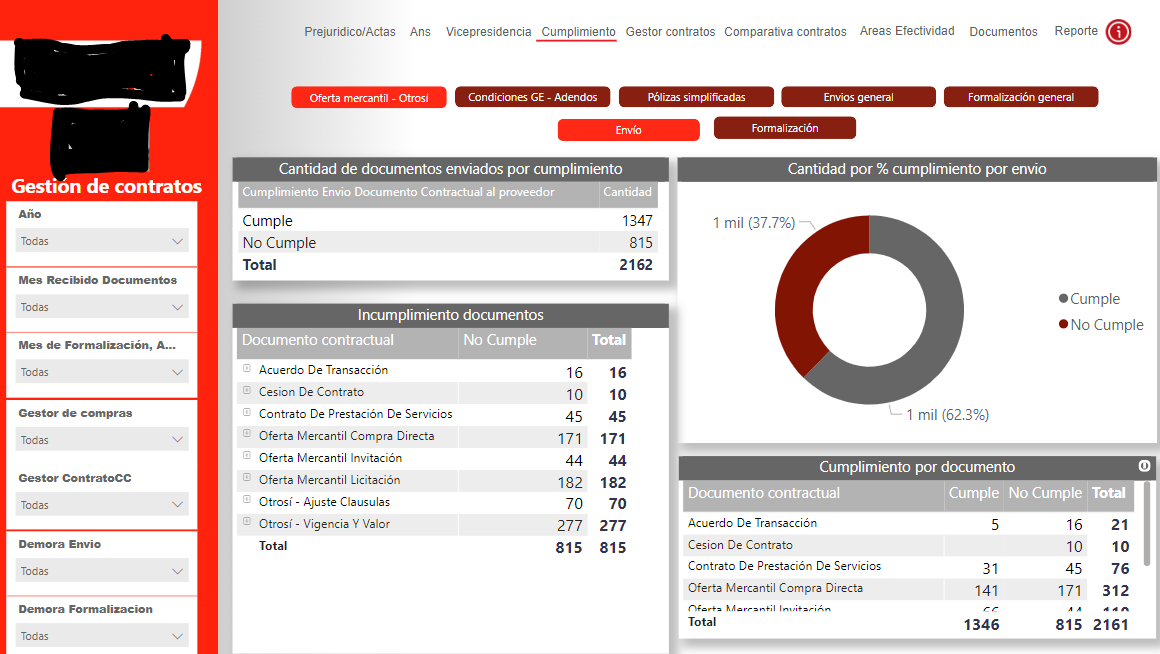 Prejuridico/Actas Ans Vicepresidencia Cumplimiento Gestor contratos Comparativa contratos Areas Efectividad Documentos Reporte
Oferta mercantil - Otrosí Condiciones GE - Adendos Pólizas simplificadas Envios general Formalización general
Envío Formalización
Gestión de contratos
Año
Todas
Mes Recibido Documentos
Todas
Mes de Formalización, A...
Todas
Gestor de compras
Todas
Gestor ContratoCC
Todas
Demora Envio
Todas
Demora Formalizacion
Todas
Cantidad de documentos enviados por cumplimiento
Cumplimiento Envio Documento Contractual al proveedor Cantidad
Cumple 1347
No Cumple 815
Total 2162
Incumplimiento documentos
Documento contractual No Cumple Total
Acuerdo De Transacción 16 16
Cesion De Contrato 10 10
Contrato De Prestación De Servicios 45 45
Oferta Mercantil Compra Directa 171 171
Oferta Mercantil Invitación 44 44
Oferta Mercantil Licitación 182 182
Otrosí - Ajuste Clausulas 70 70
Otrosí - Vigencia Y Valor 277 277
Total 815 815
Cantidad por % cumplimiento por envio
1 mil (37.7%)
Cumple
No Cumple
1 mil (62.3%)
Cumplimiento por documento
Documento contractual Cumple No Cumple Total
Acuerdo De Transacción 5 16 21
Cesion De Contrato 10 10
Contrato De Prestación De Servicios 31 45 76
Oferta Mercantil Compra Directa 141 171 312
Oferta Mercantil Invitación 66 44 110
Total 1346 815 2161